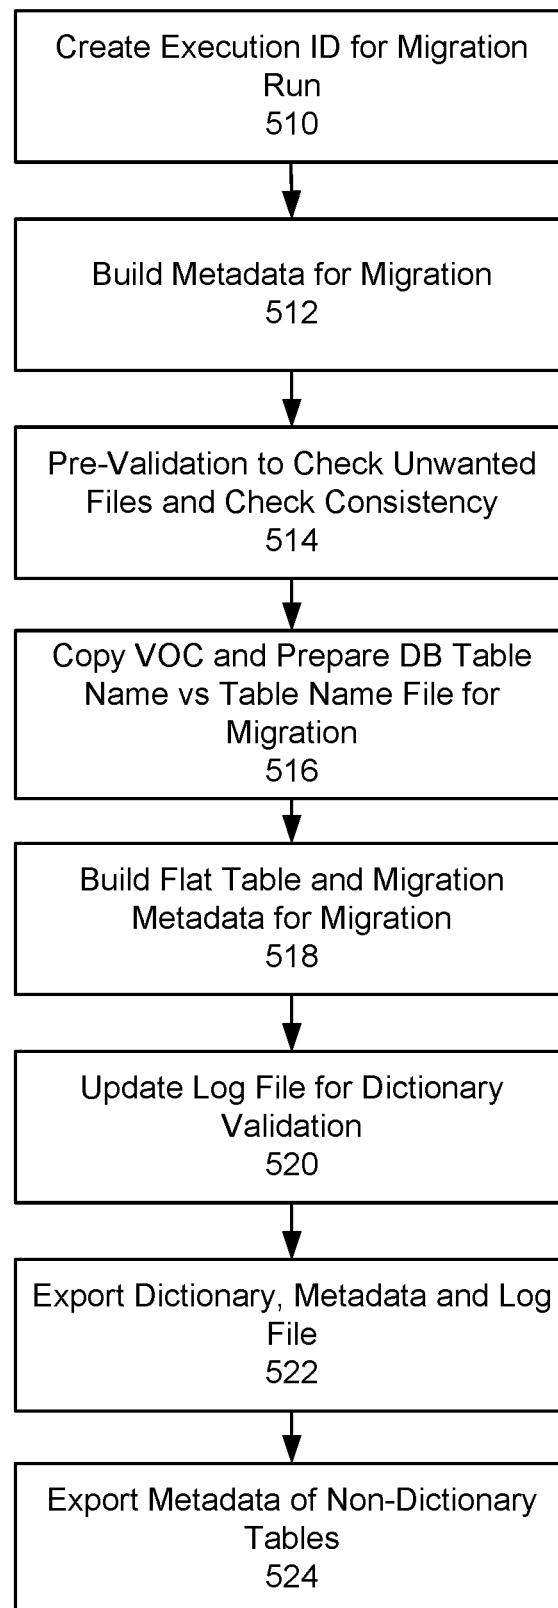 Create Execution ID for Migration
Run
510
Build Metadata for Migration
512
Pre-Validation to Check Unwanted
Files and Check Consistency
514
Copy VOC and Prepare DB Table
Name vs Table Name File for
Migration
516
Build Flat Table and Migration
Metadata for Migration
518
Update Log File for Dictionary
Validation
520
Export Dictionary, Metadata and Log
File
522
Export Metadata of Non-Dictionary
Tables
524